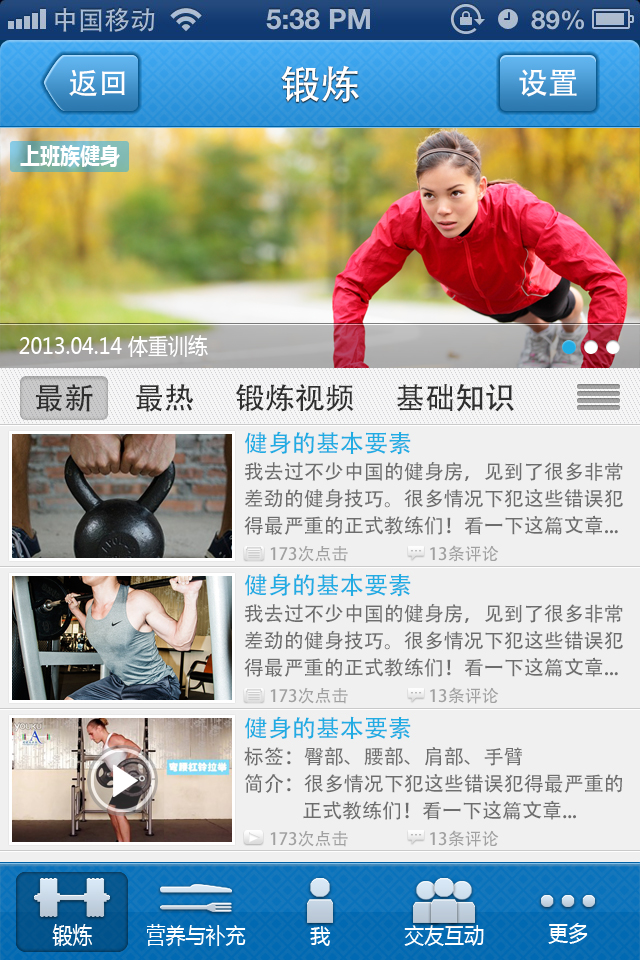 中国移动 5:38 PM 89%
返回 锻炼 设置
上班族健身
2013.04.14 体重训练
最新 最热 锻炼视频 基础知识
健身的基本要素
我去过不少中国的健身房，见到了很多非常
差劲的健身技巧。很多情况下犯这些错误犯
得最严重的正式教练们！看一下这篇文章...
173次点击 13条评论
健身的基本要素
我去过不少中国的健身房，见到了很多非常
差劲的健身技巧。很多情况下犯这些错误犯
得最严重的正式教练们！看一下这篇文章...
173次点击 13条评论
YOUKU
弯腰杠铃拉举
健身的基本要素
标签：臀部、腰部、肩部、手臂
简介：很多情况下犯这些错误犯得最严重的
正式教练们！看一下这篇文章...
173次点击 13条评论
锻炼 营养与补充 我 交友互动 更多